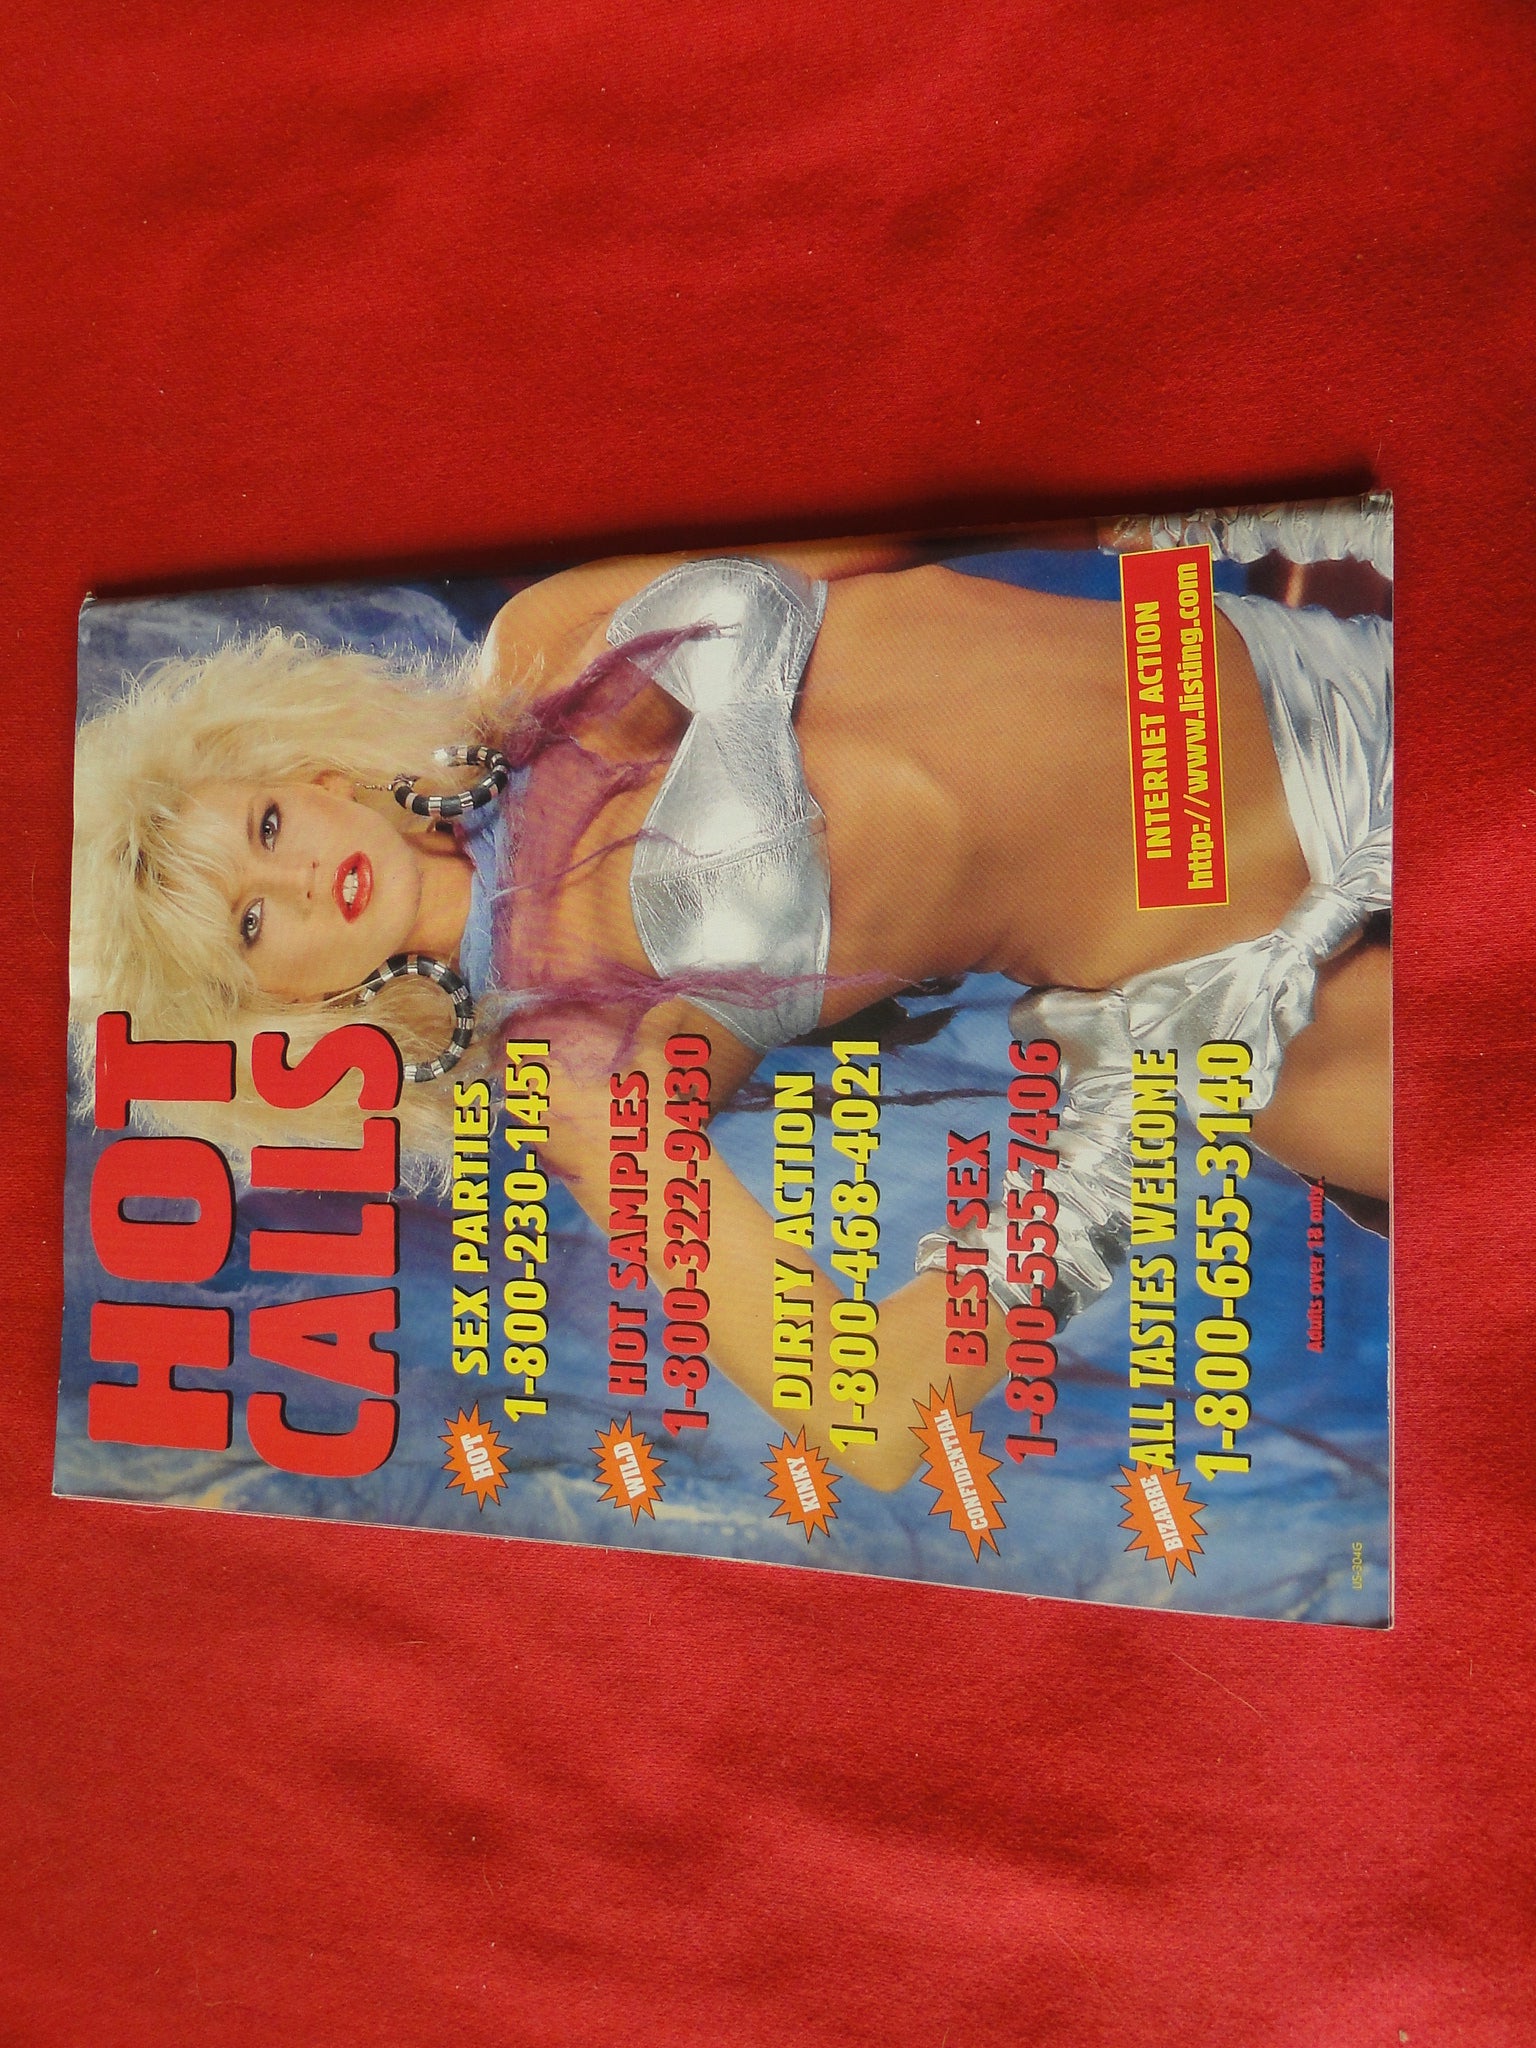 HOT
CALLS
HOT
SEX PARTIES
1-800-230-1451
WILD
HOT SAMPLES
1-800-322-9430
KINKY
DIRTY ACTION
1-800-468-4021
CONFIDENTIAL
BEST SEX
1-800-555-7406
BIZARRE
ALL TASTES WELCOME
1-800-655-3140
INTERNET ACTION
http://www.listing.com
Adults over 18 only.
US-304G